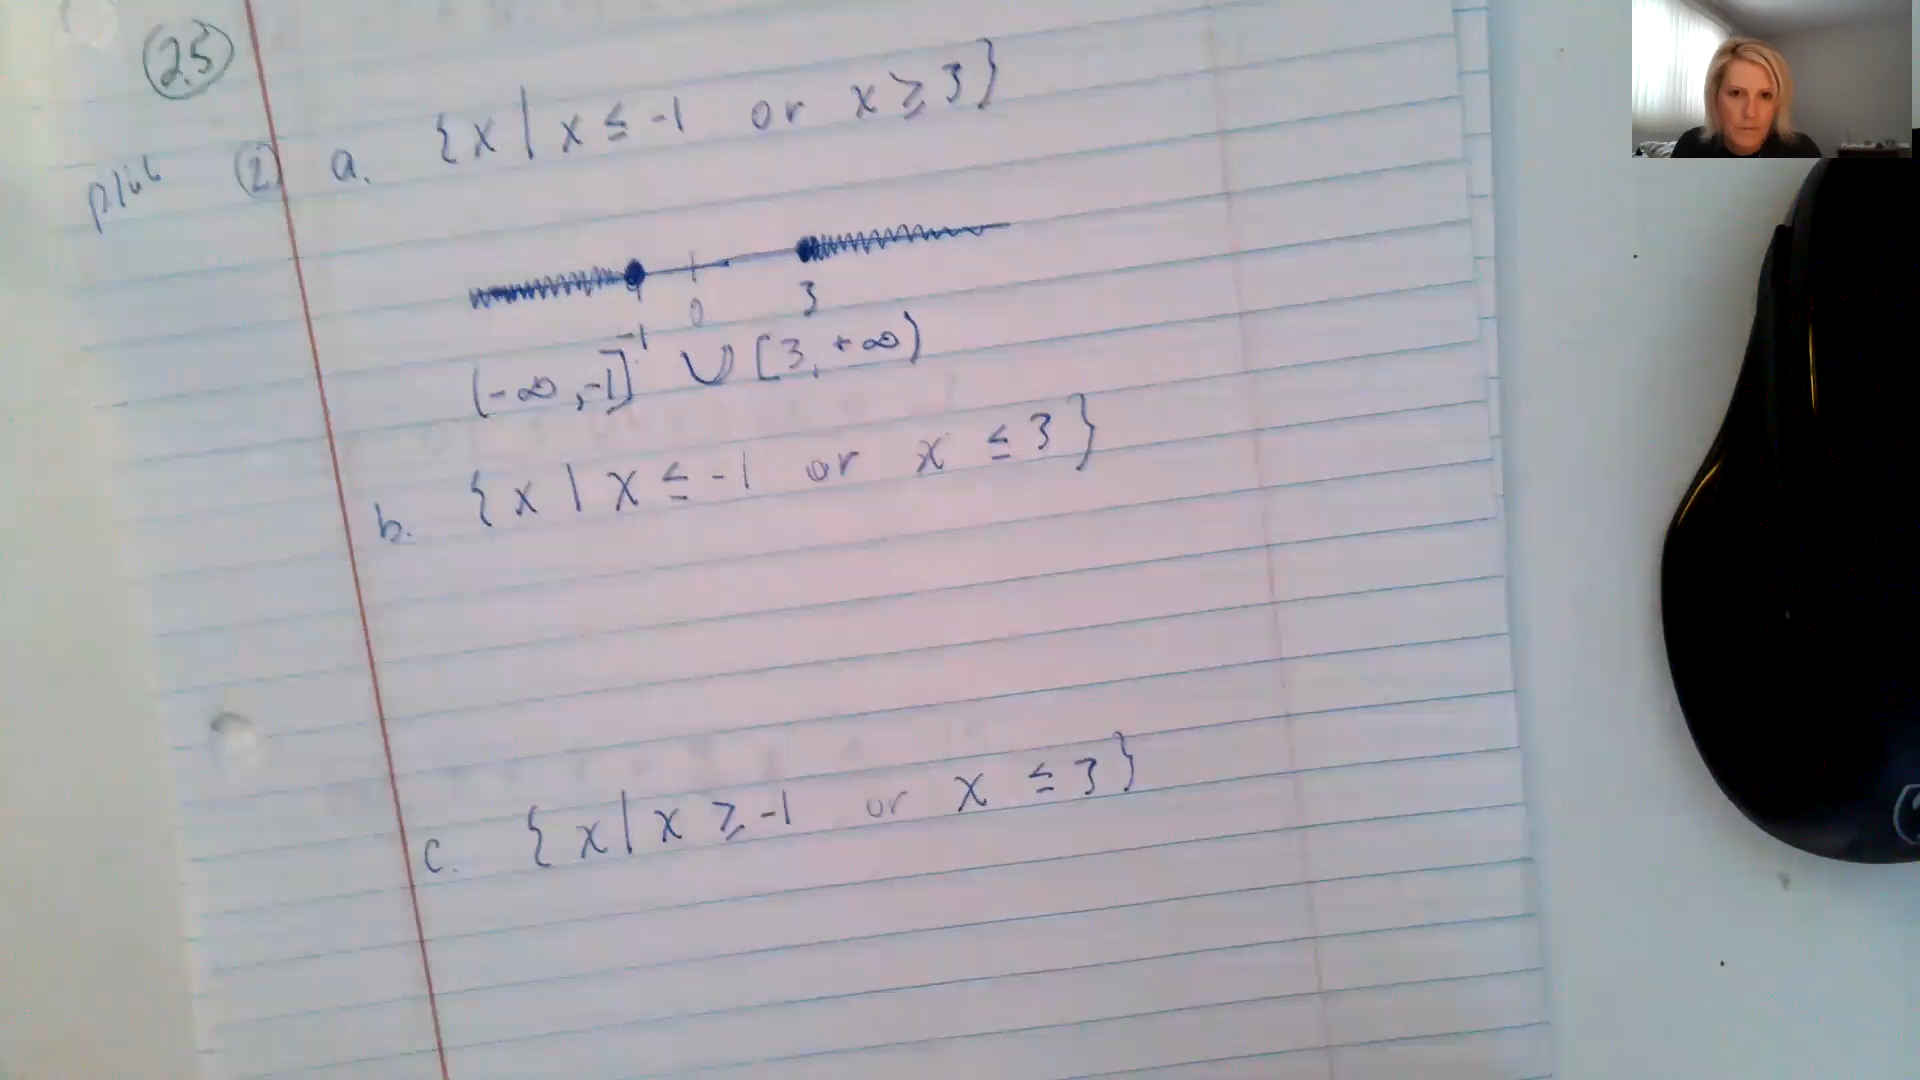 2.5
p166 (2) a. {x | x ≤ -1 or x ≥ 3}
-1 0 3
(-∞, -1] ∪ [3, +∞)
b. {x | x ≤ -1 or x ≤ 3}
c. {x | x ≥ -1 or x ≤ 3}